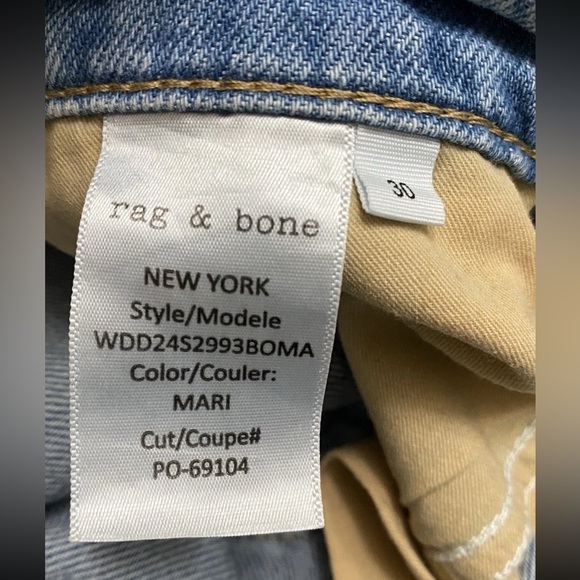 rag & bone
30
NEW YORK
Style/Modele
WDD24S2993BOMA
Color/Couler:
MARI
Cut/Coupe#
PO-69104